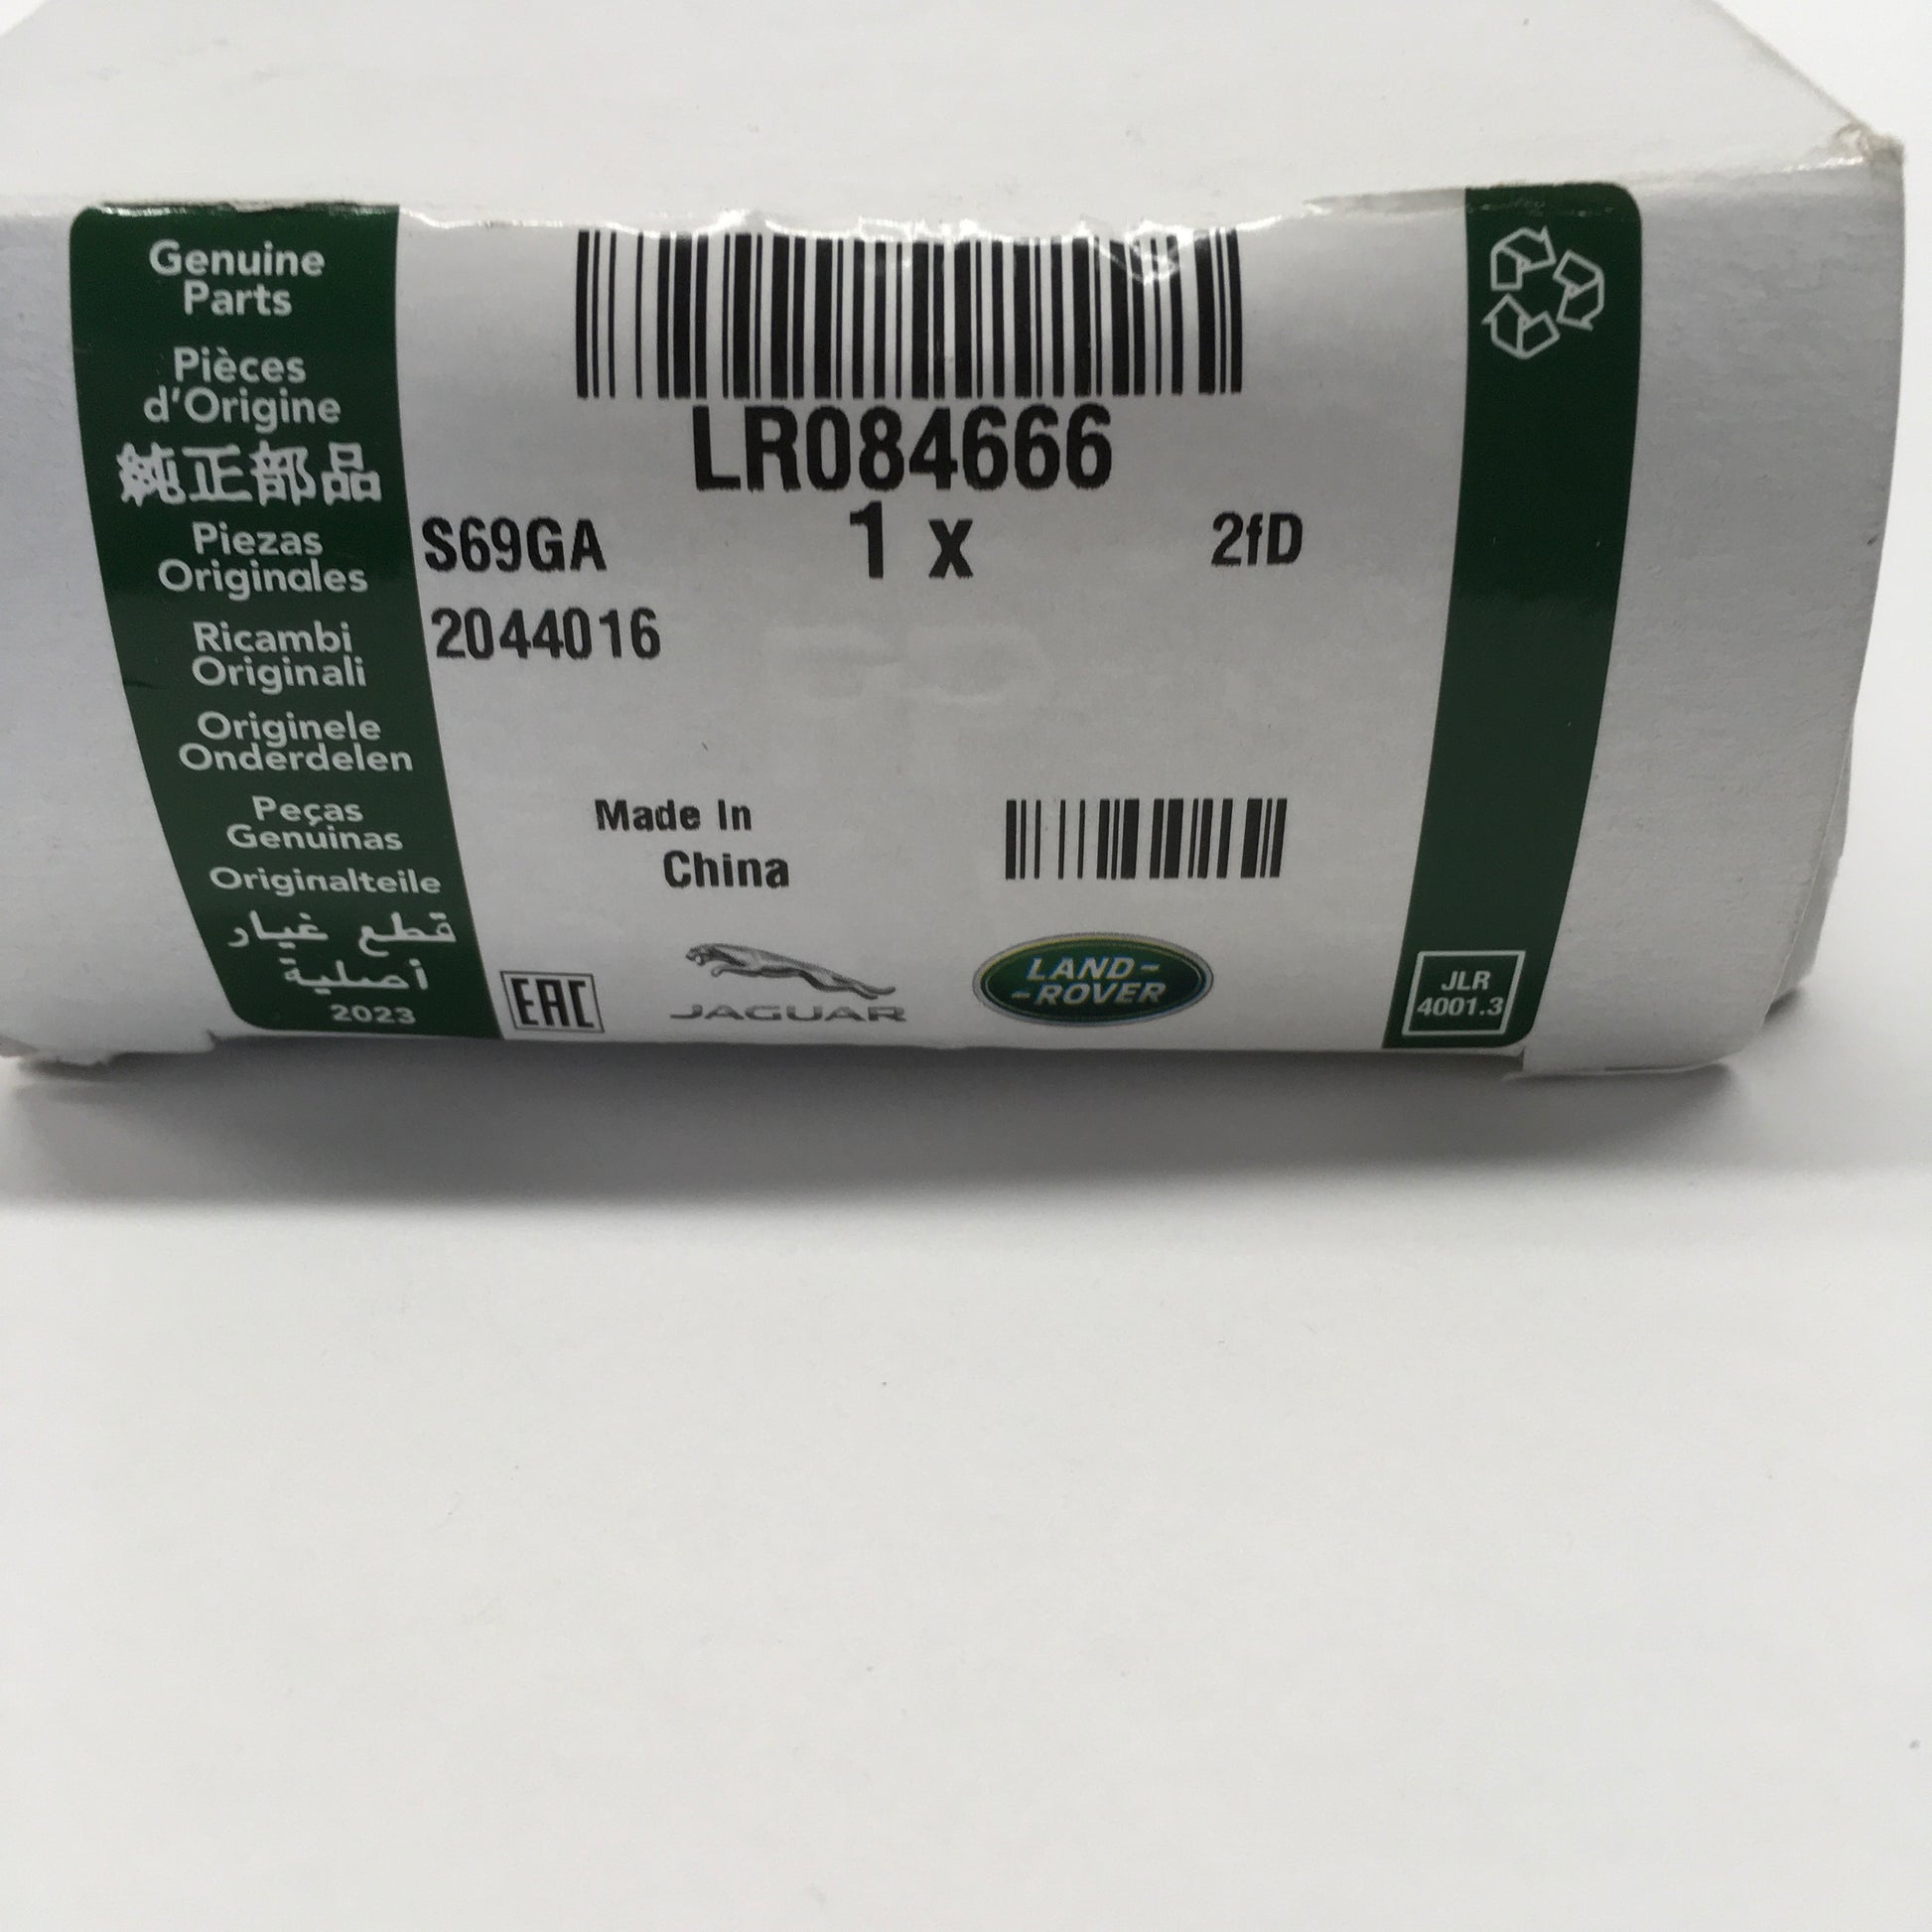 Genuine
Parts
Pièces
d'Origine
純正部品
Piezas
Originales
Ricambi
Originali
Originele
Onderdelen
Peças
Genuinas
Originalteile
قطع غيار
أصلية
2023
LR084666
S69GA 1 x 2fD
2044016
Made In
China
EAC
JAGUAR
LAND-
-ROVER
JLR
4001.3